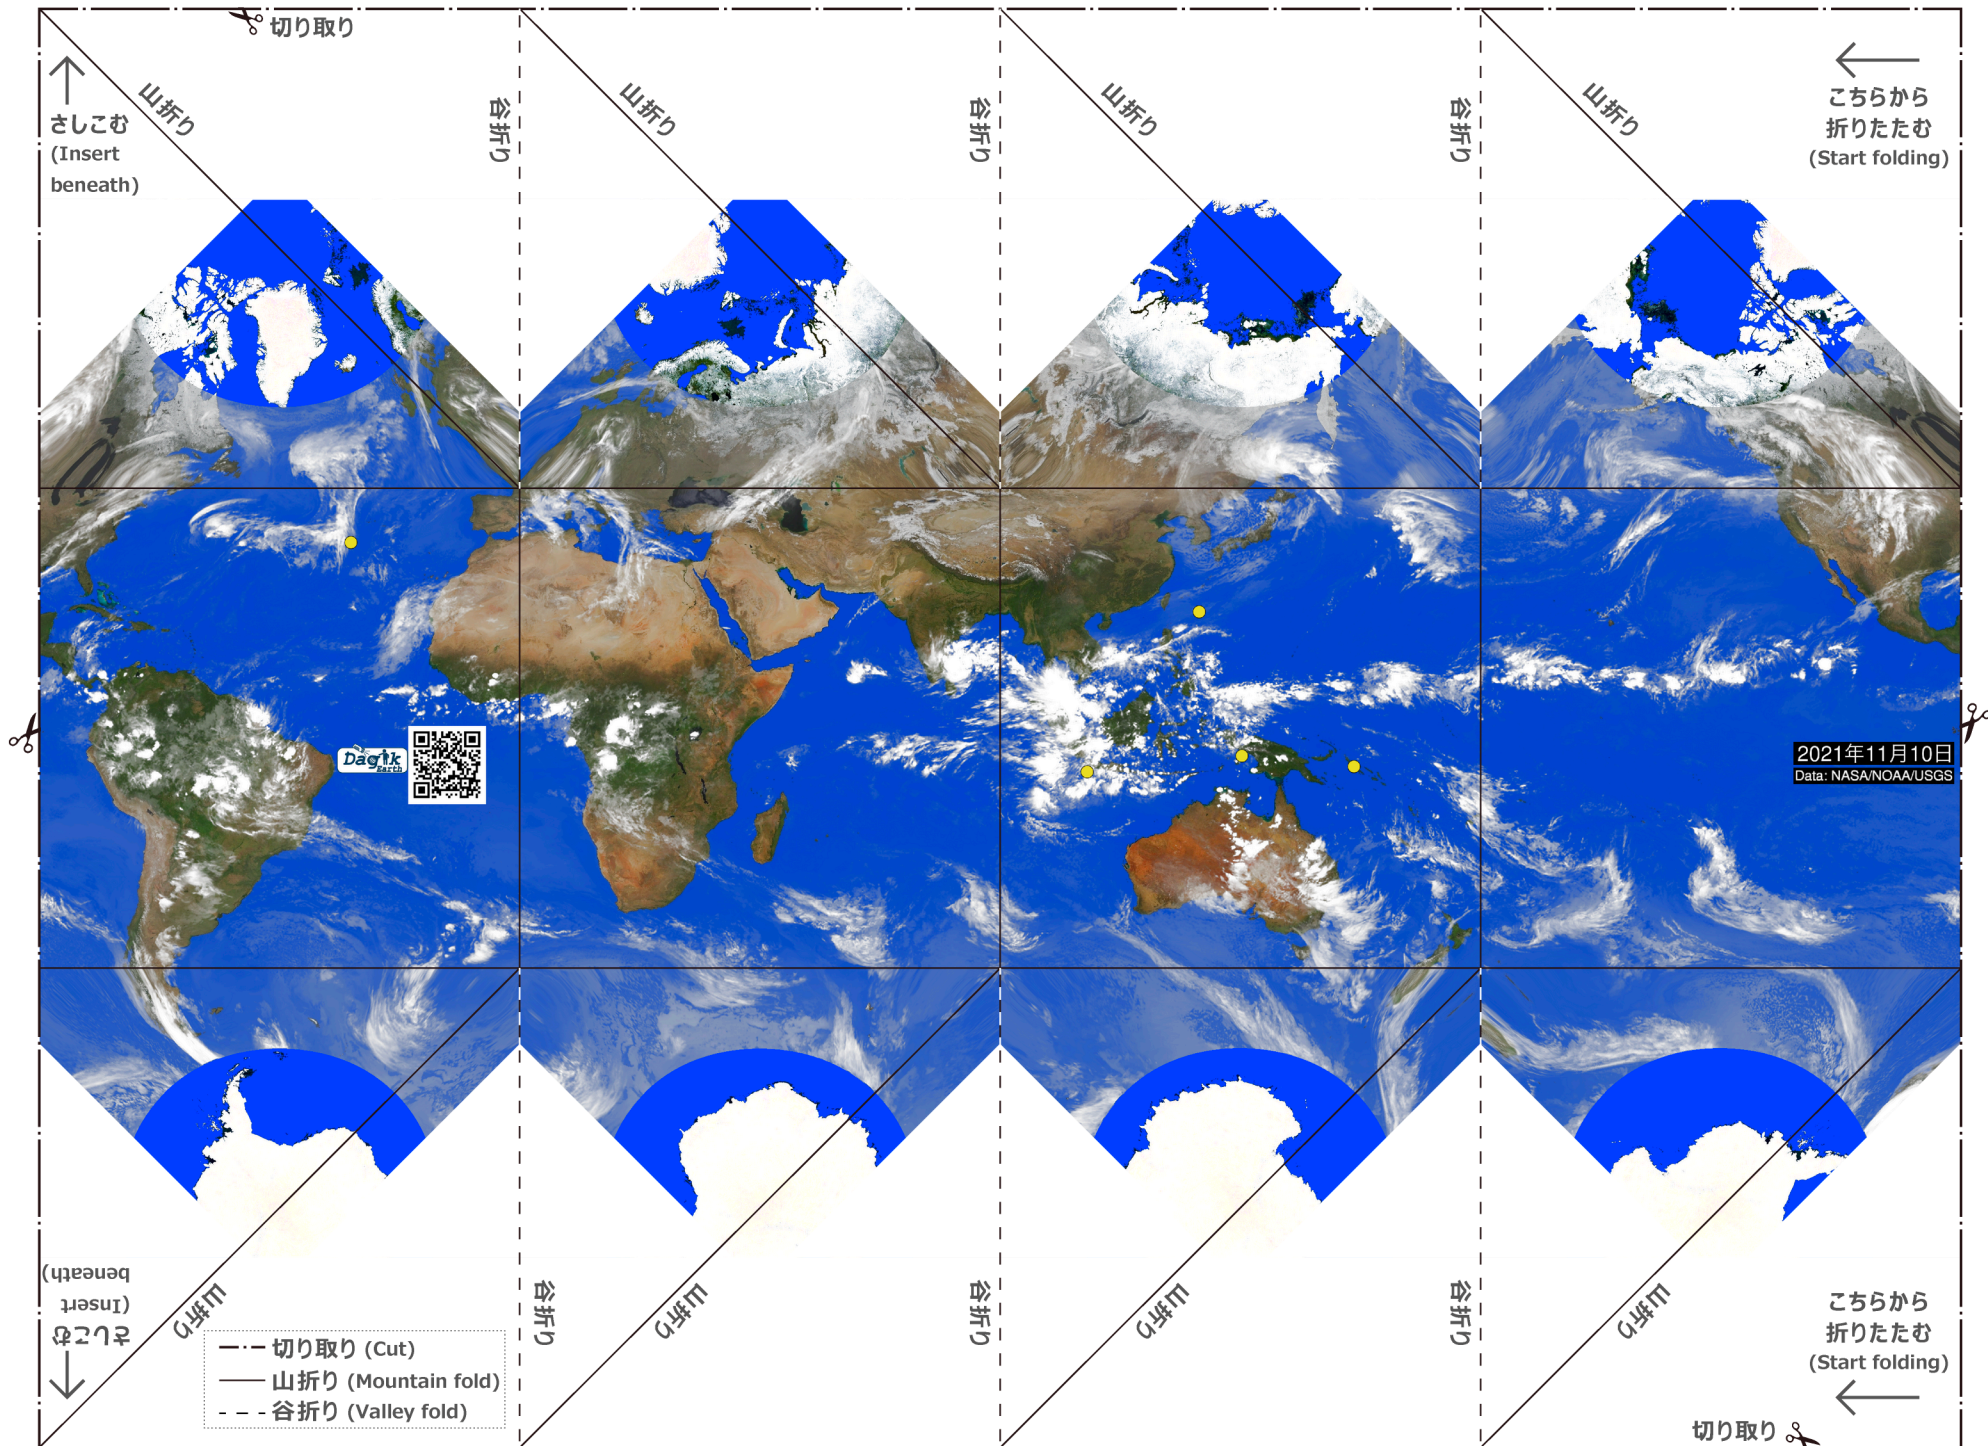 切り取り
さしこむ
(Insert
beneath)
山折り
谷折り
山折り
谷折り
山折り
谷折り
山折り
こちらから
折りたたむ
(Start folding)
Dagik
Earth
2021年11月10日
Data: NASA/NOAA/USGS
さしこむ
(Insert
beneath)
山折り
谷折り
山折り
谷折り
山折り
谷折り
山折り
こちらから
折りたたむ
(Start folding)
切り取り (Cut)
山折り (Mountain fold)
谷折り (Valley fold)
切り取り